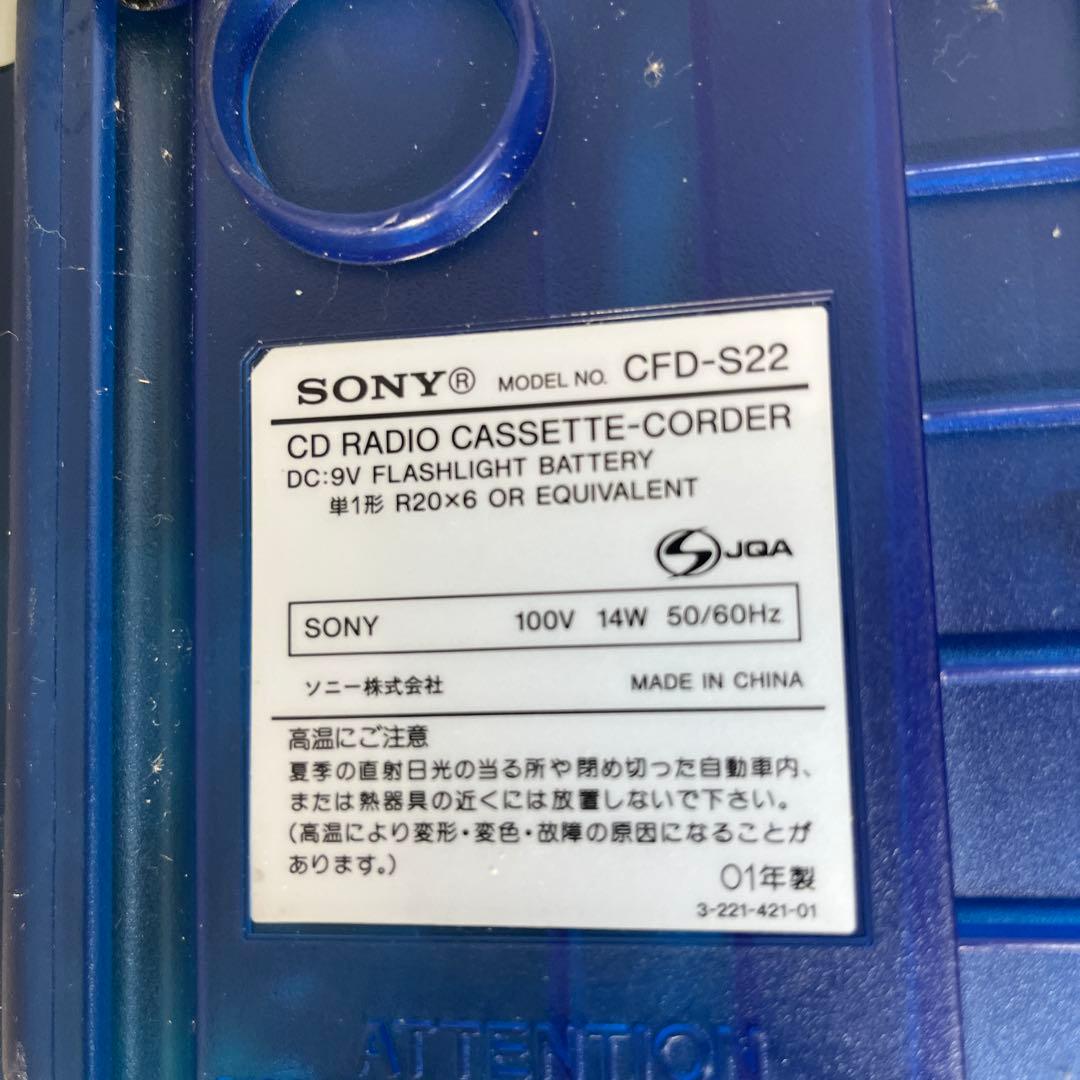 SONY® MODEL NO. CFD-S22
CD RADIO CASSETTE-CORDER
DC:9V FLASHLIGHT BATTERY
単1形 R20×6 OR EQUIVALENT
S JQA
SONY 100V 14W 50/60Hz
ソニー株式会社 MADE IN CHINA
高温にご注意
夏季の直射日光の当る所や閉め切った自動車内、
または熱器具の近くには放置しないで下さい。
(高温により変形・変色・故障の原因になることが
あります。)
01年製
3-221-421-01
ATTENTION